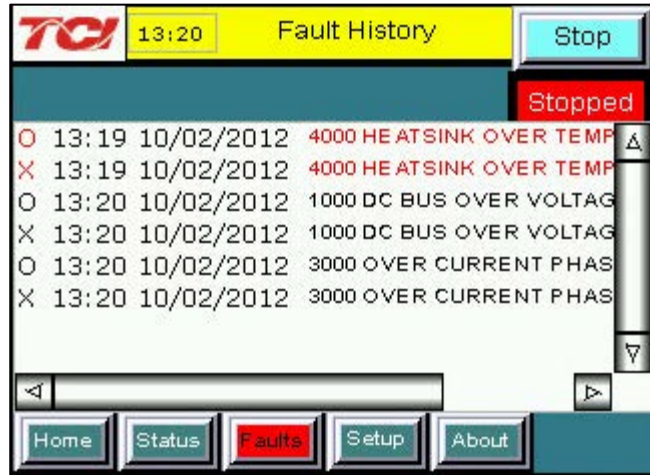 TCI 13:20 Fault History Stop
Stopped
O 13:19 10/02/2012 4000 HEATSINK OVER TEMP
X 13:19 10/02/2012 4000 HEATSINK OVER TEMP
O 13:20 10/02/2012 1000 DC BUS OVER VOLTAG
X 13:20 10/02/2012 1000 DC BUS OVER VOLTAG
O 13:20 10/02/2012 3000 OVER CURRENT PHAS
X 13:20 10/02/2012 3000 OVER CURRENT PHAS
Home Status Faults Setup About